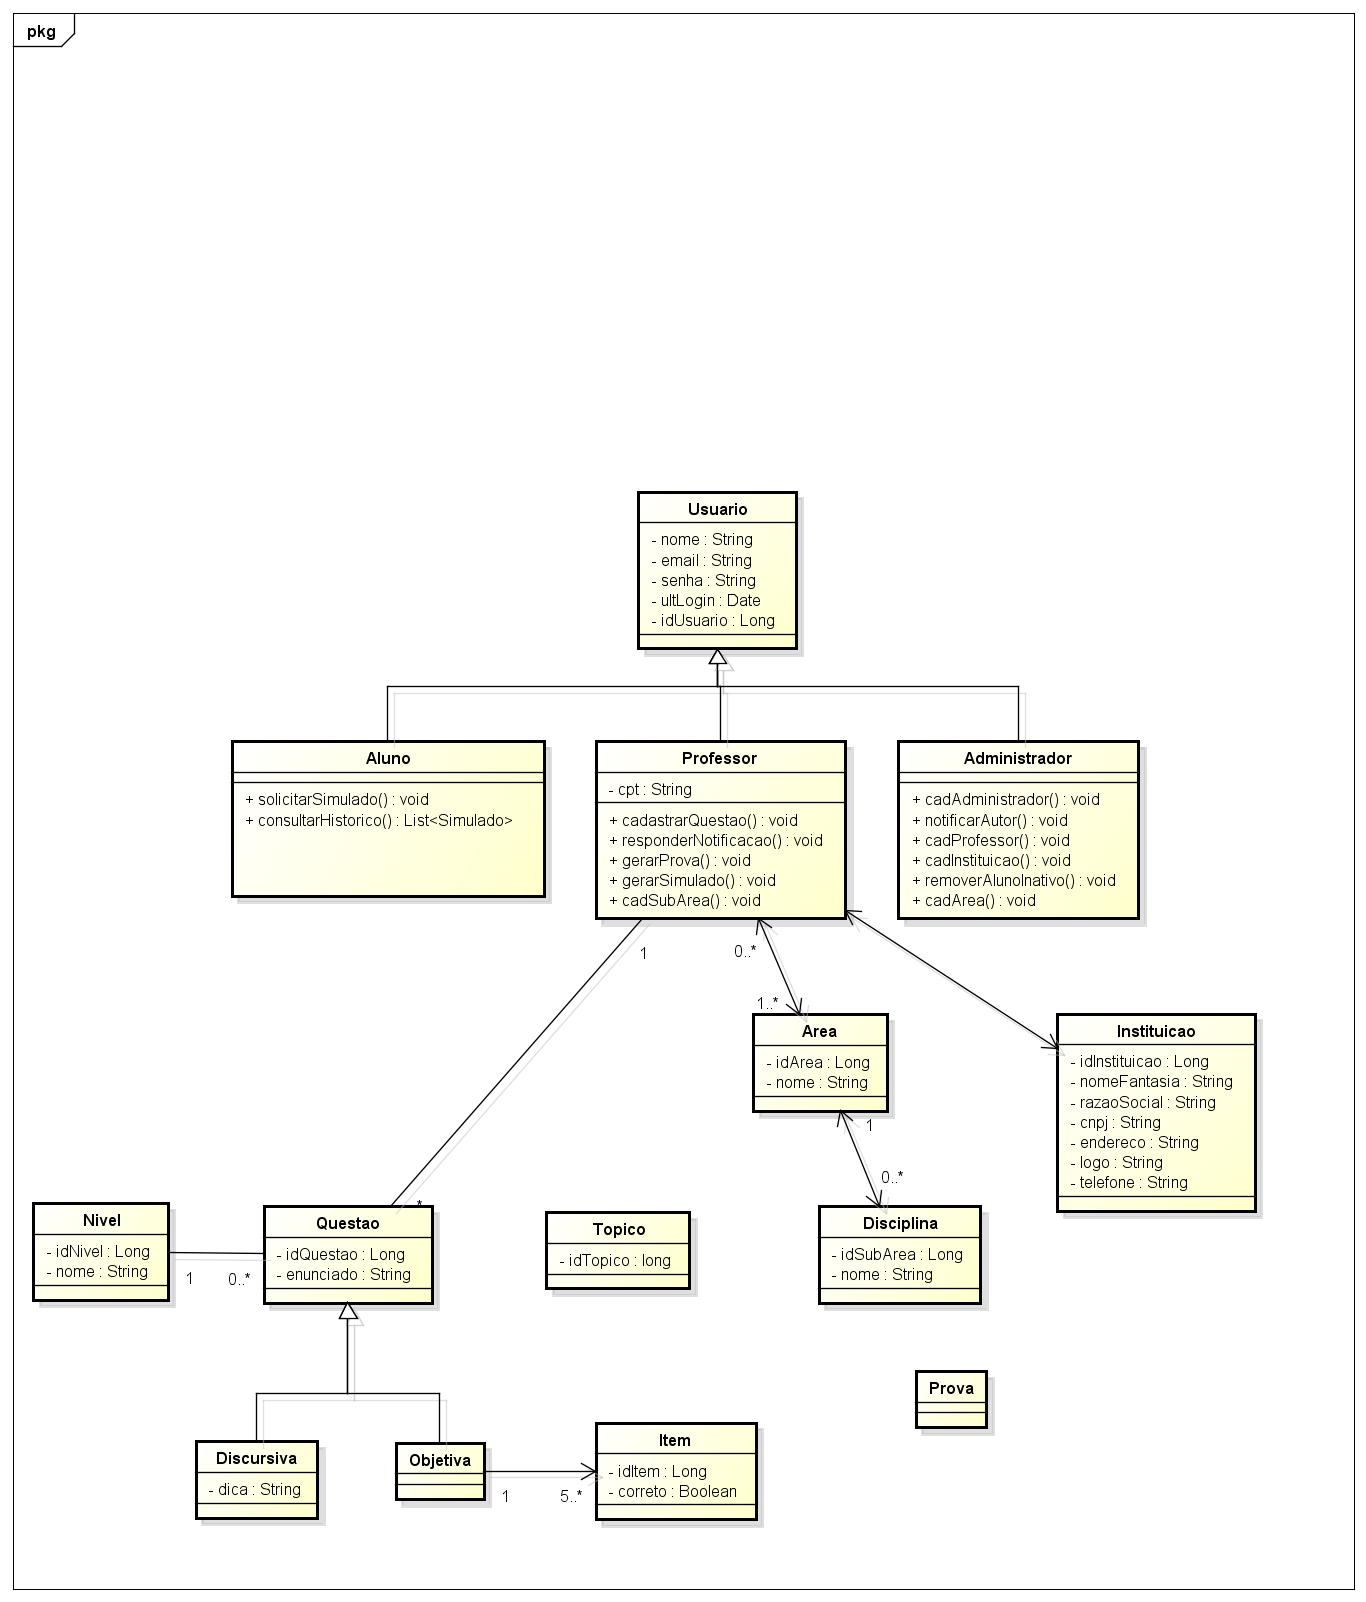 pkg
Usuario
- nome : String
- email : String
- senha : String
- ultLogin : Date
- idUsuario : Long
Aluno
+ solicitarSimulado() : void
+ consultarHistorico() : List<Simulado>
Professor
- cpt : String
+ cadastrarQuestao() : void
+ responderNotificacao() : void
+ gerarProva() : void
+ gerarSimulado() : void
+ cadSubArea() : void
Administrador
+ cadAdministrador() : void
+ notificarAutor() : void
+ cadProfessor() : void
+ cadInstituicao() : void
+ removerAlunoInativo() : void
+ cadArea() : void
1
0..*
1..*
Area
- idArea : Long
- nome : String
Instituicao
- idInstituicao : Long
- nomeFantasia : String
- razaoSocial : String
- cnpj : String
- endereco : String
- logo : String
- telefone : String
1
0..*
*
Nivel
- idNivel : Long
- nome : String
1
0..*
Questao
- idQuestao : Long
- enunciado : String
Topico
- idTopico : long
Disciplina
- idSubArea : Long
- nome : String
Prova
Discursiva
- dica : String
Objetiva
1
5..*
Item
- idItem : Long
- correto : Boolean